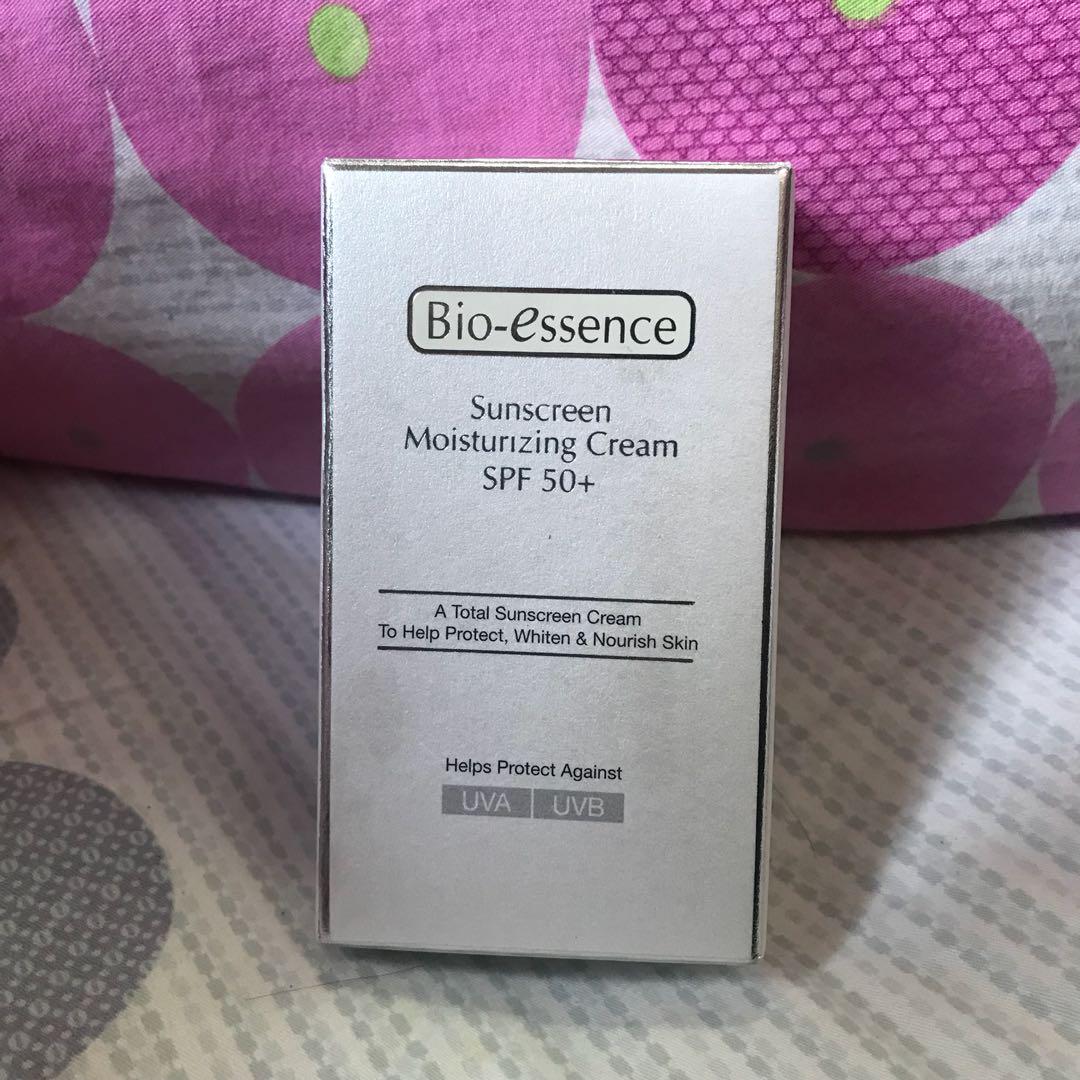 Bio-essence
Sunscreen
Moisturizing Cream
SPF 50+
A Total Sunscreen Cream
To Help Protect, Whiten & Nourish Skin
Helps Protect Against
UVA | UVB